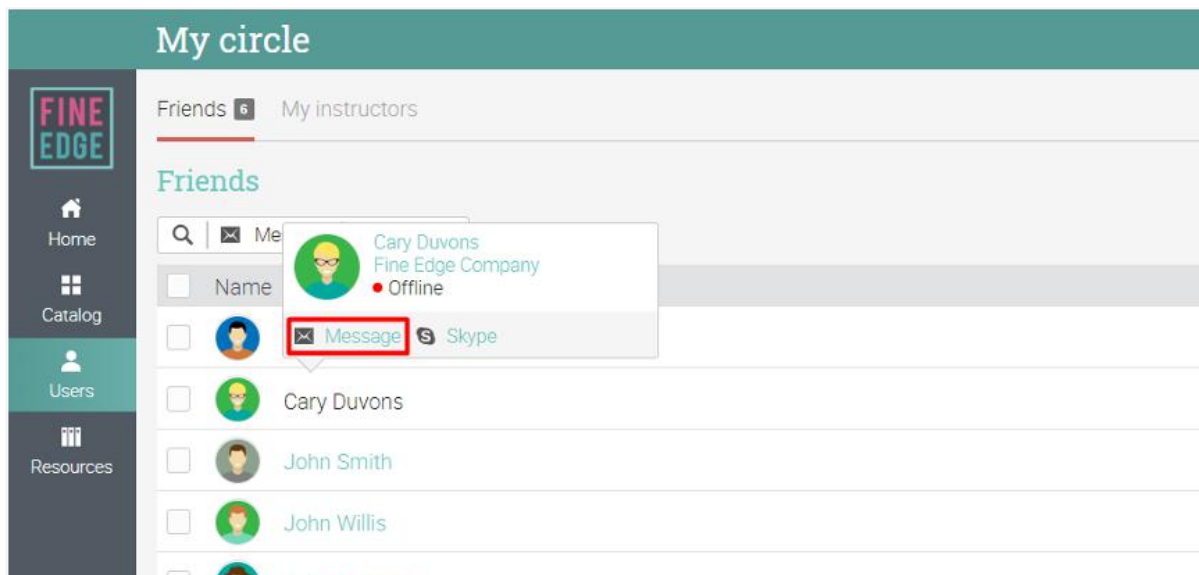 My circle
FINE
EDGE
Friends 6 My instructors
Friends
Home
Cary Duvons
Fine Edge Company
Offline
Name
Catalog
Message Skype
Users
Cary Duvons
Resources
John Smith
John Willis